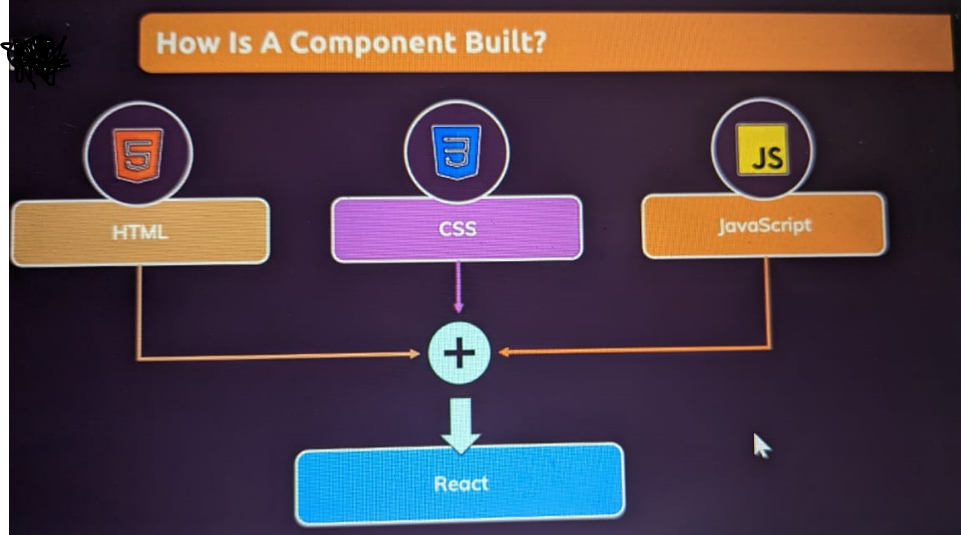 How Is A Component Built?
5
3
JS
HTML
CSS
JavaScript
+
React